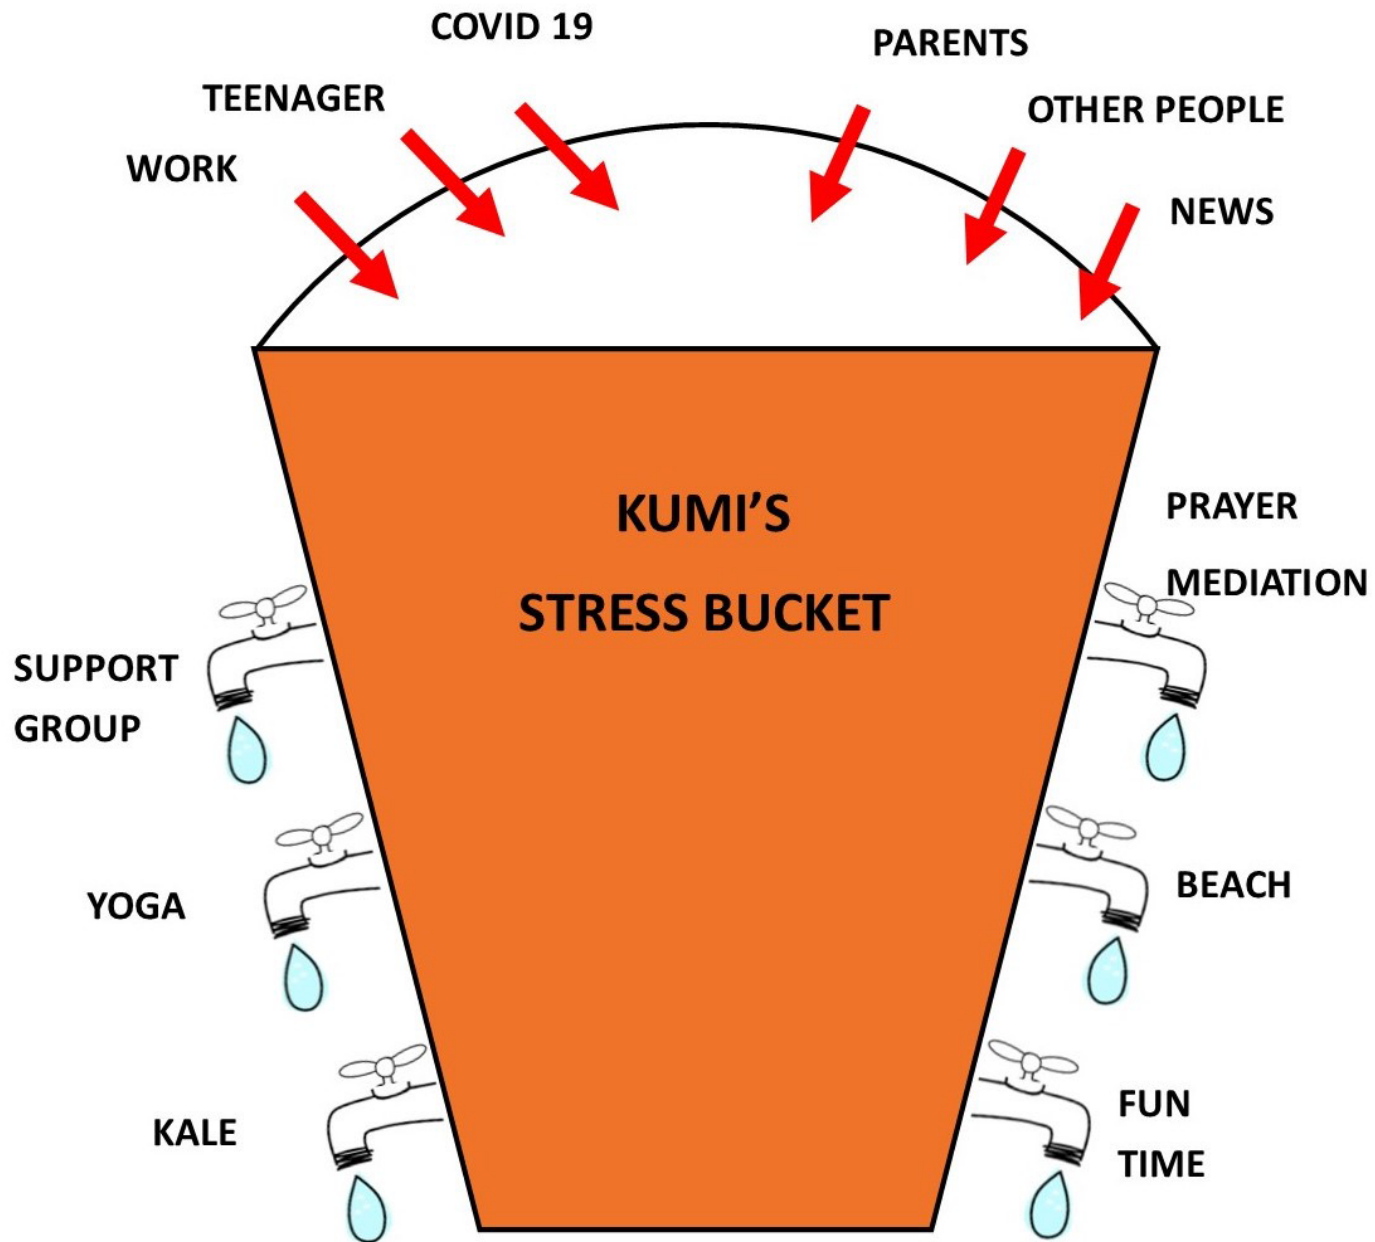 COVID 19
PARENTS
TEENAGER
OTHER PEOPLE
WORK
NEWS
KUMI'S
STRESS BUCKET
PRAYER
MEDIATION
SUPPORT
GROUP
YOGA
BEACH
KALE
FUN
TIME